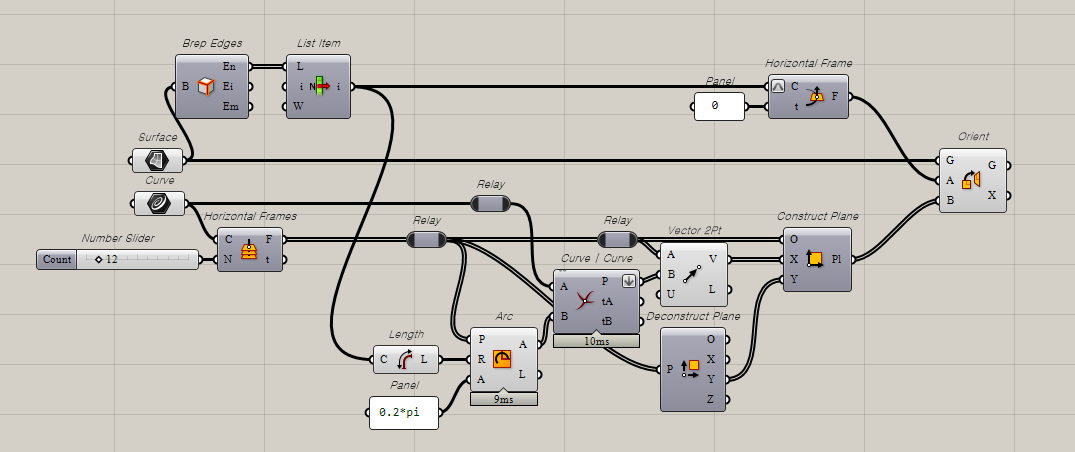 Brep Edges
List Item
B
En
Ei
Em
L
i
W
N
i
Horizontal Frame
Panel
0
C
t
F
Surface
Curve
Orient
G
A
B
G
X
Relay
Horizontal Frames
Relay
Relay
Construct Plane
Number Slider
Count
12
C
N
F
t
Vector 2Pt
A
B
U
V
L
O
X
Y
Pl
Curve | Curve
A
B
P
tA
tB
10ms
Deconstruct Plane
P
O
X
Y
Z
Length
C
L
Arc
P
R
A
A
L
9ms
Panel
0.2*pi